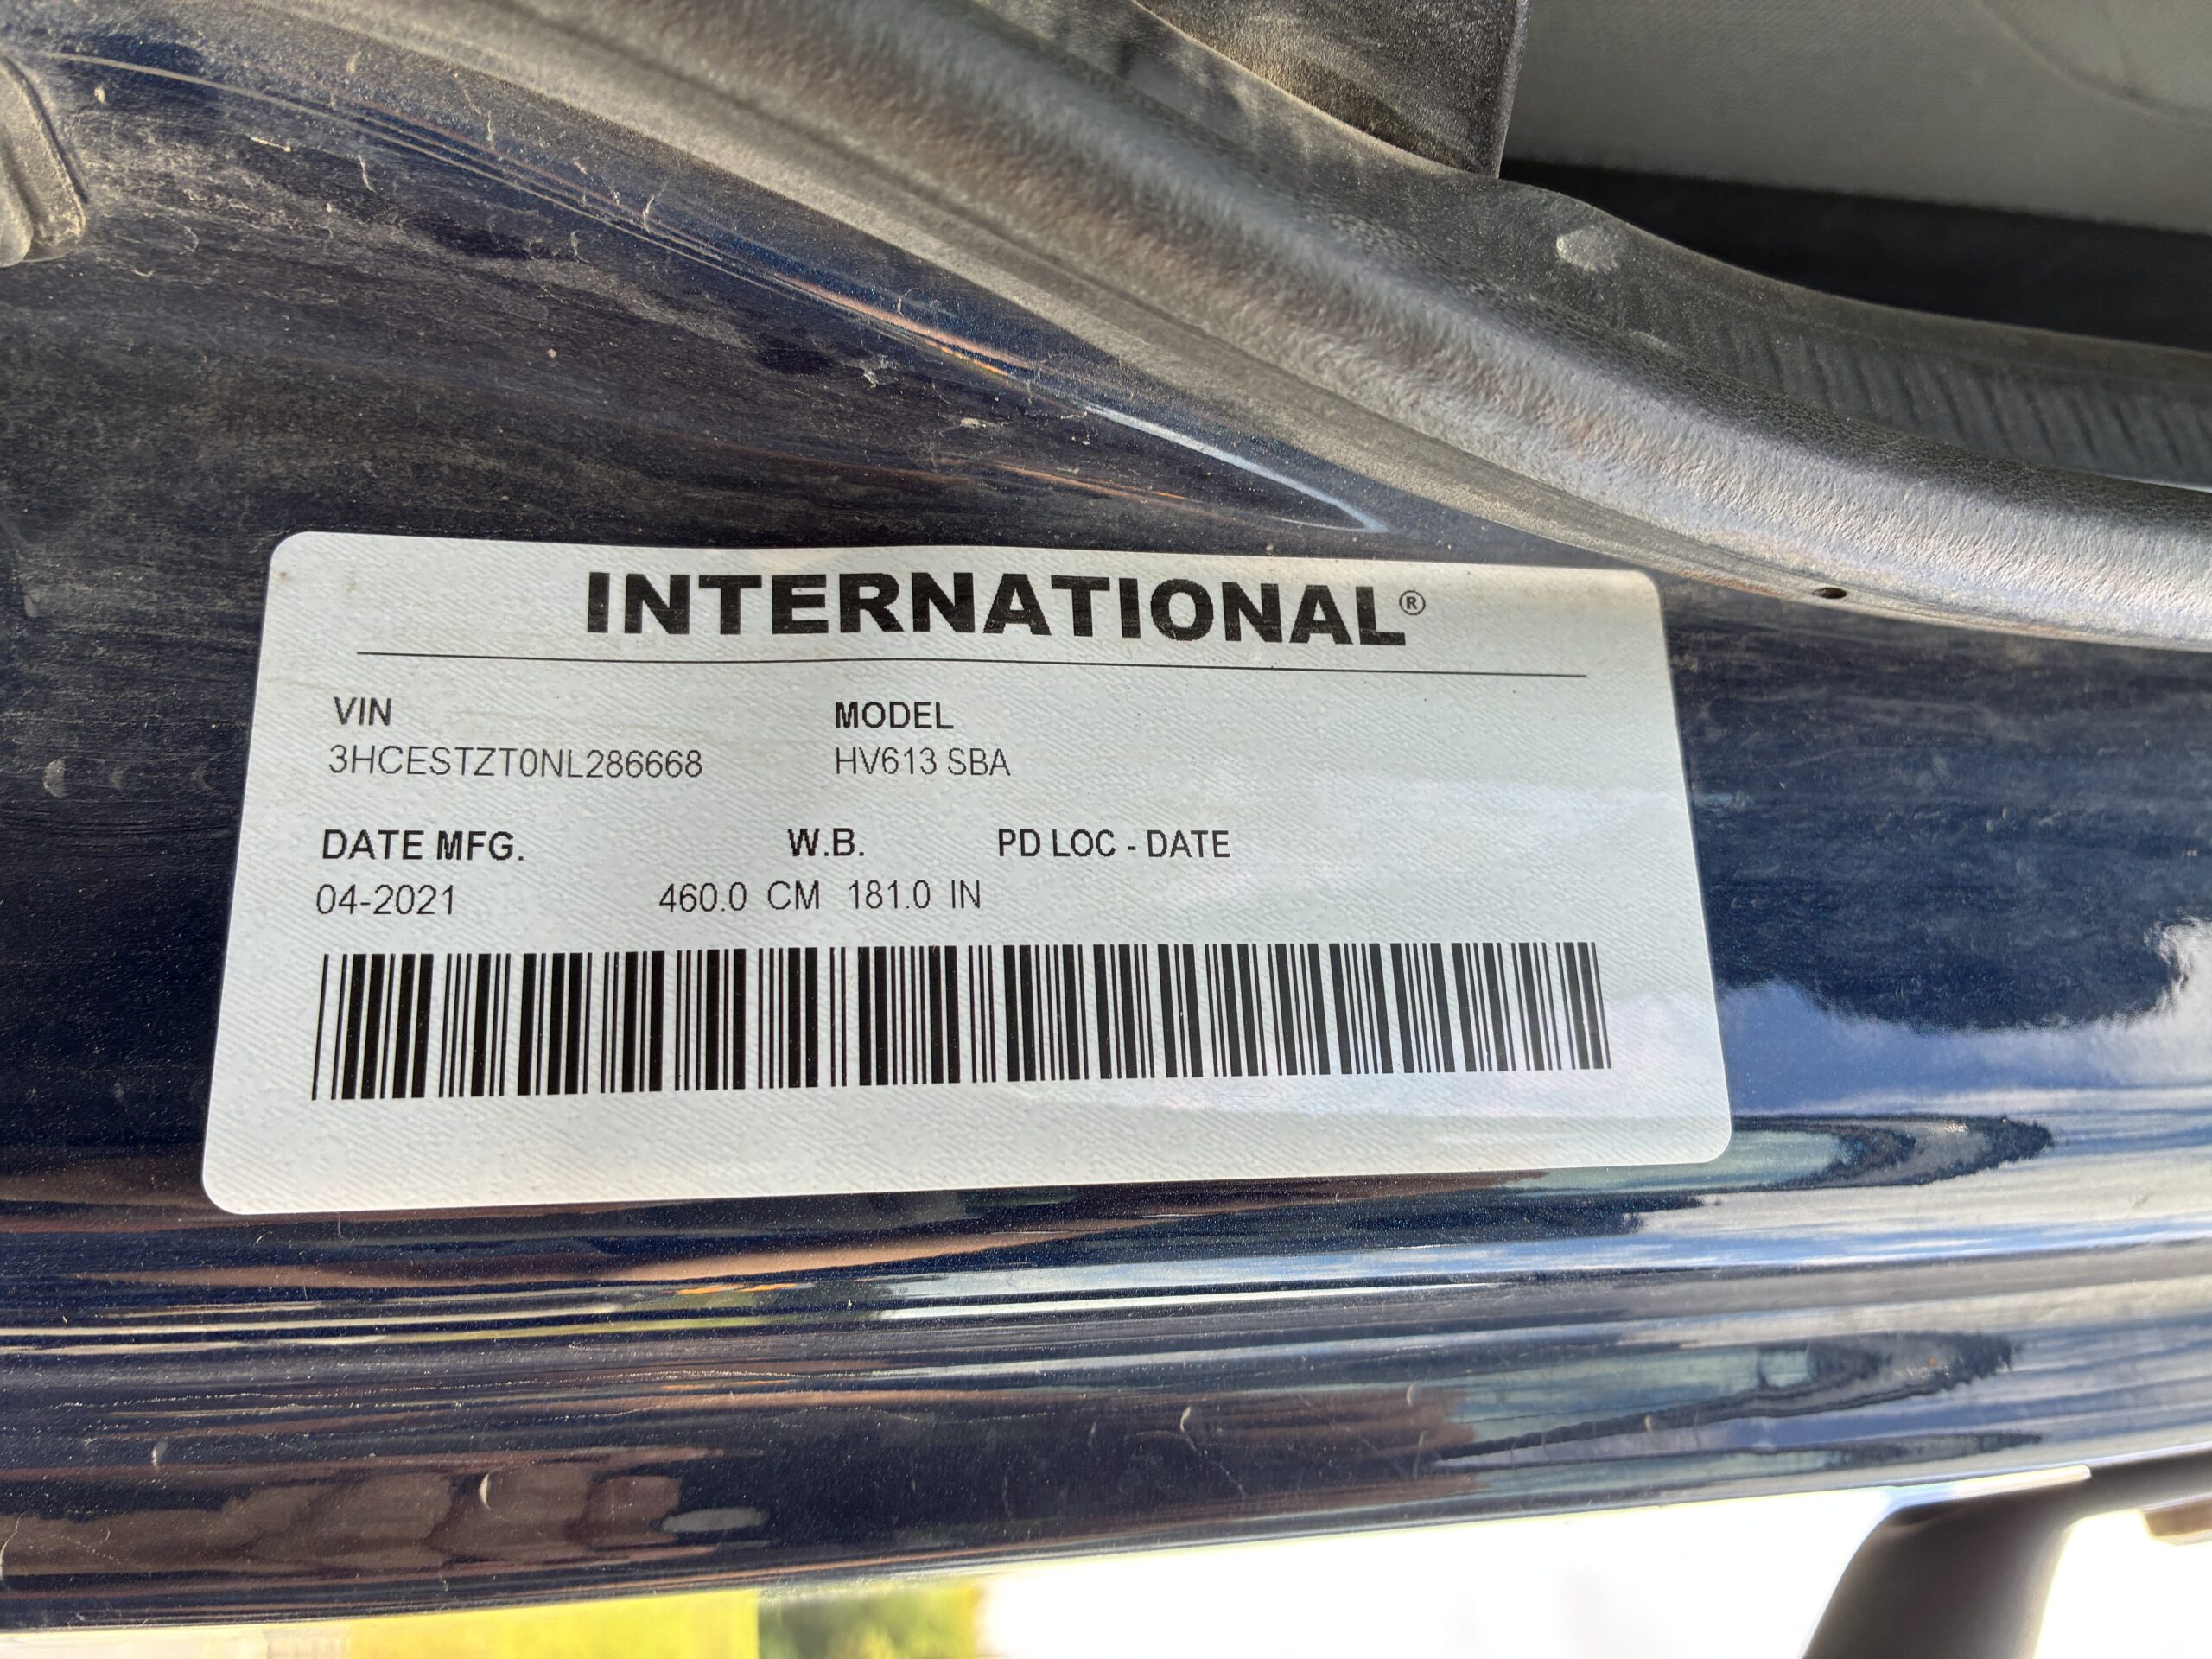 INTERNATIONAL®
VIN MODEL
3HCESTZT0NL286668 HV613 SBA
DATE MFG. W.B. PD LOC - DATE
04-2021 460.0 CM 181.0 IN